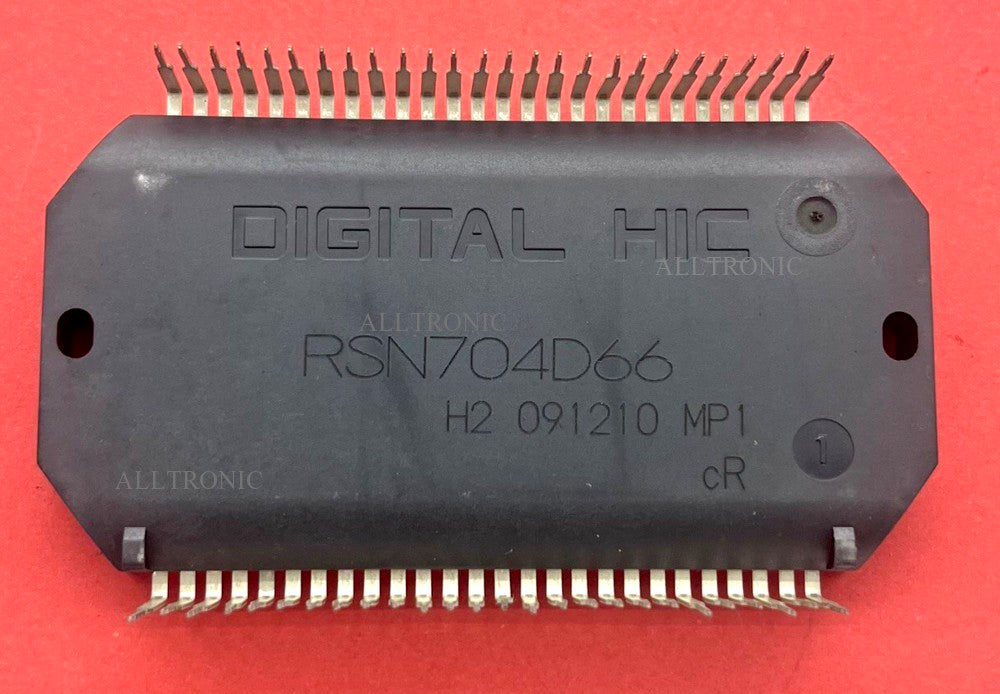 DIGITAL HIC
ALLTRONIC
ALLTRONIC
RSN704D66
H2 091210 MP1
1
ALLTRONIC
cR